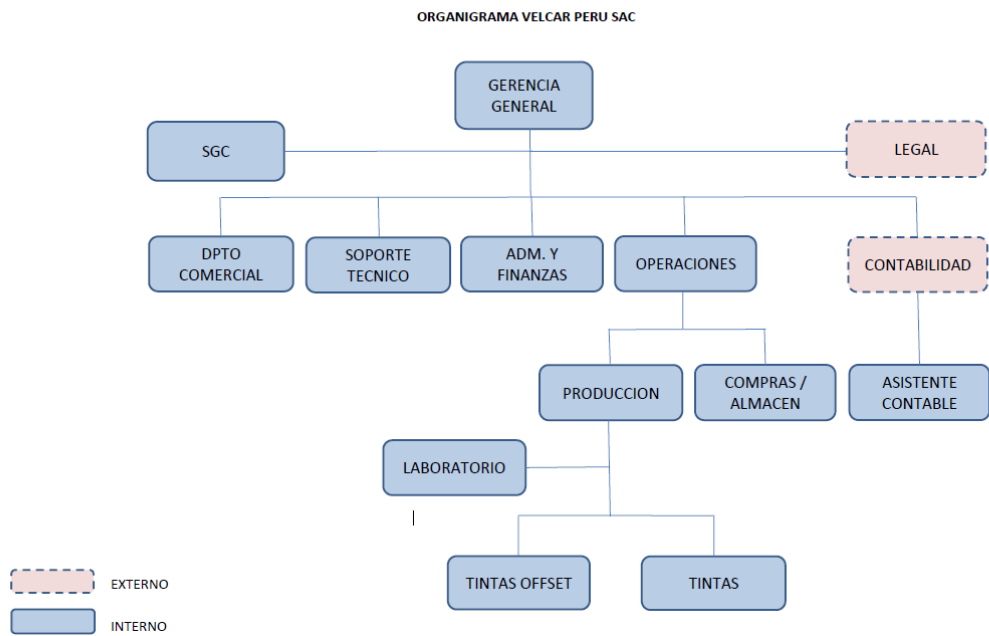 ORGANIGRAMA VELCAR PERU SAC
GERENCIA
GENERAL
SGC
LEGAL
DPTO
COMERCIAL
SOPORTE
TECNICO
ADM. Y
FINANZAS
OPERACIONES
CONTABILIDAD
PRODUCCION
COMPRAS /
ALMACEN
ASISTENTE
CONTABLE
LABORATORIO
TINTAS OFFSET
TINTAS
EXTERNO
INTERNO